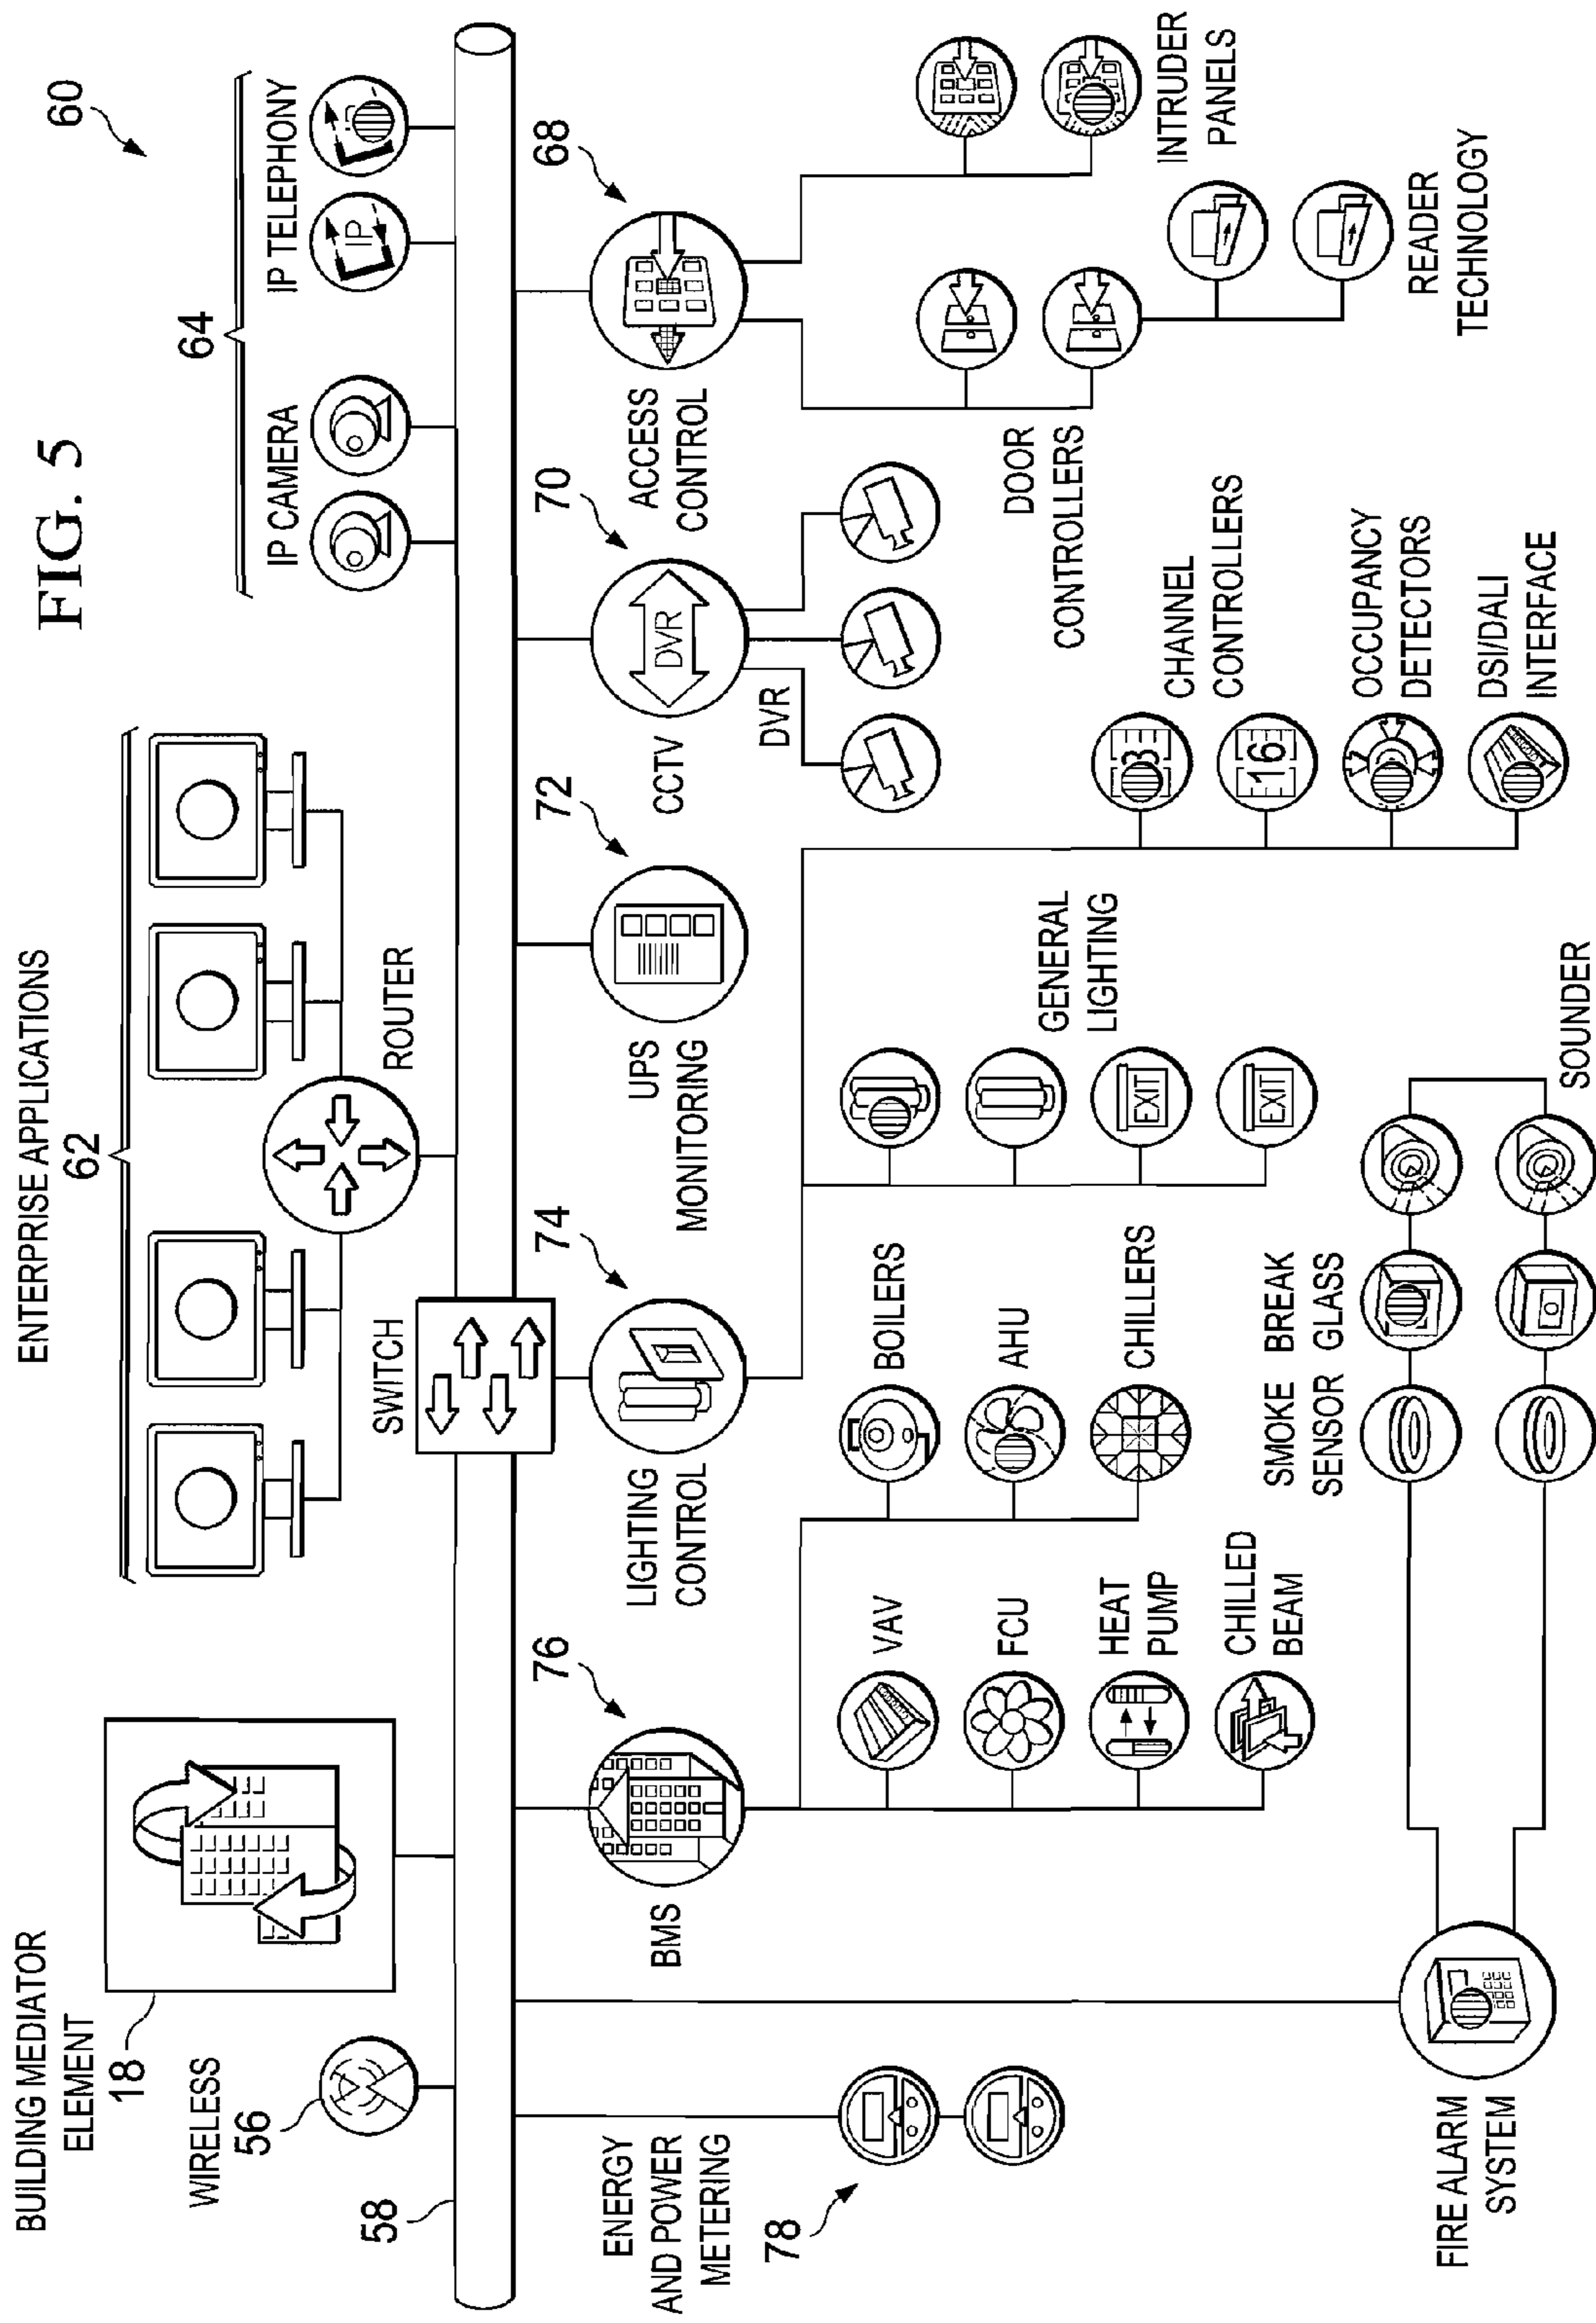 FIG. 5
60
BUILDING MEDIATOR
ELEMENT
18
WIRELESS
56
58
ENTERPRISE APPLICATIONS
62
ROUTER
SWITCH
64
IP CAMERA
IP TELEPHONY
IP
ENERGY
AND POWER
METERING
78
BMS
76
LIGHTING
CONTROL
74
UPS
MONITORING
72
CCTV
70
DVR
DVR
ACCESS
CONTROL
68
VAV
FCU
HEAT
PUMP
CHILLED
BEAM
BOILERS
AHU
CHILLERS
GENERAL
LIGHTING
EXIT
EXIT
CHANNEL
CONTROLLERS
3
16
OCCUPANCY
DETECTORS
DSI/DALI
INTERFACE
DOOR
CONTROLLERS
INTRUDER
PANELS
READER
TECHNOLOGY
FIRE ALARM
SYSTEM
SMOKE
SENSOR
BREAK
GLASS
SOUNDER